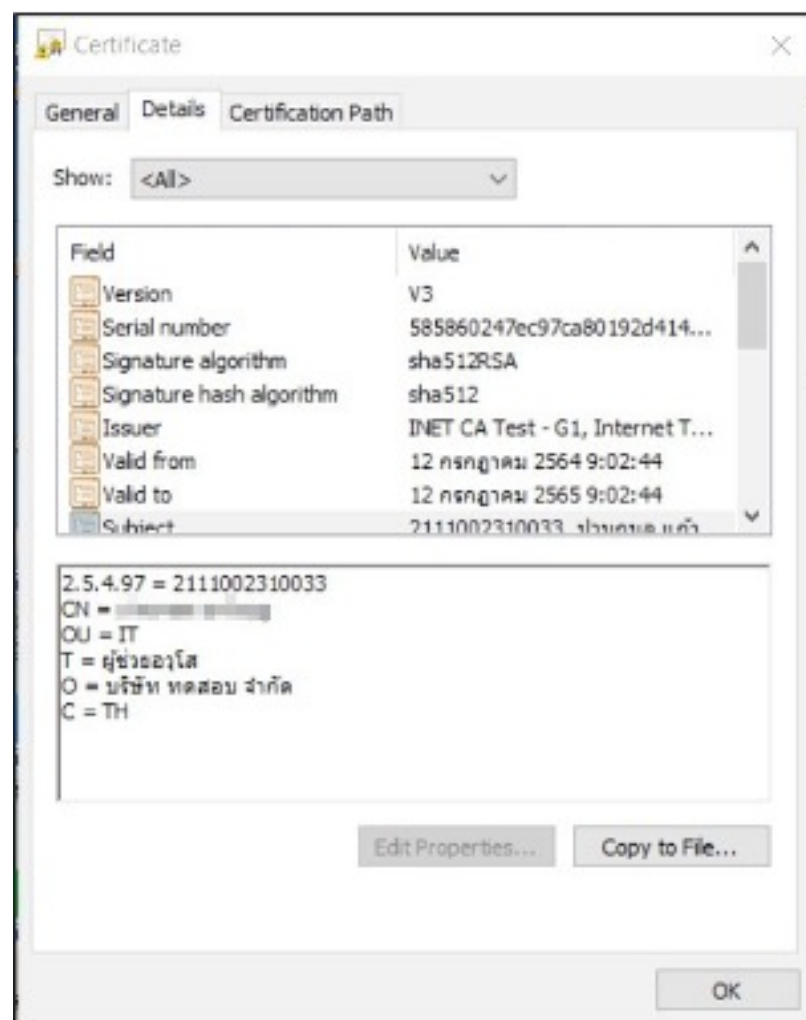 Certificate
General Details Certification Path
Show: <All>
Field Value
Version V3
Serial number 585860247ec97ca80192d414...
Signature algorithm sha512RSA
Signature hash algorithm sha512
Issuer INET CA Test - G1, Internet T...
Valid from 12 กรกฎาคม 2564 9:02:44
Valid to 12 กรกฎาคม 2565 9:02:44
Subject 2111002310033,
2.5.4.97 = 2111002310033
CN =
OU = IT
T = ผู้ช่วยอวุโส
O = บริษัท ทดสอบ จำกัด
C = TH
Edit Properties... Copy to File...
OK